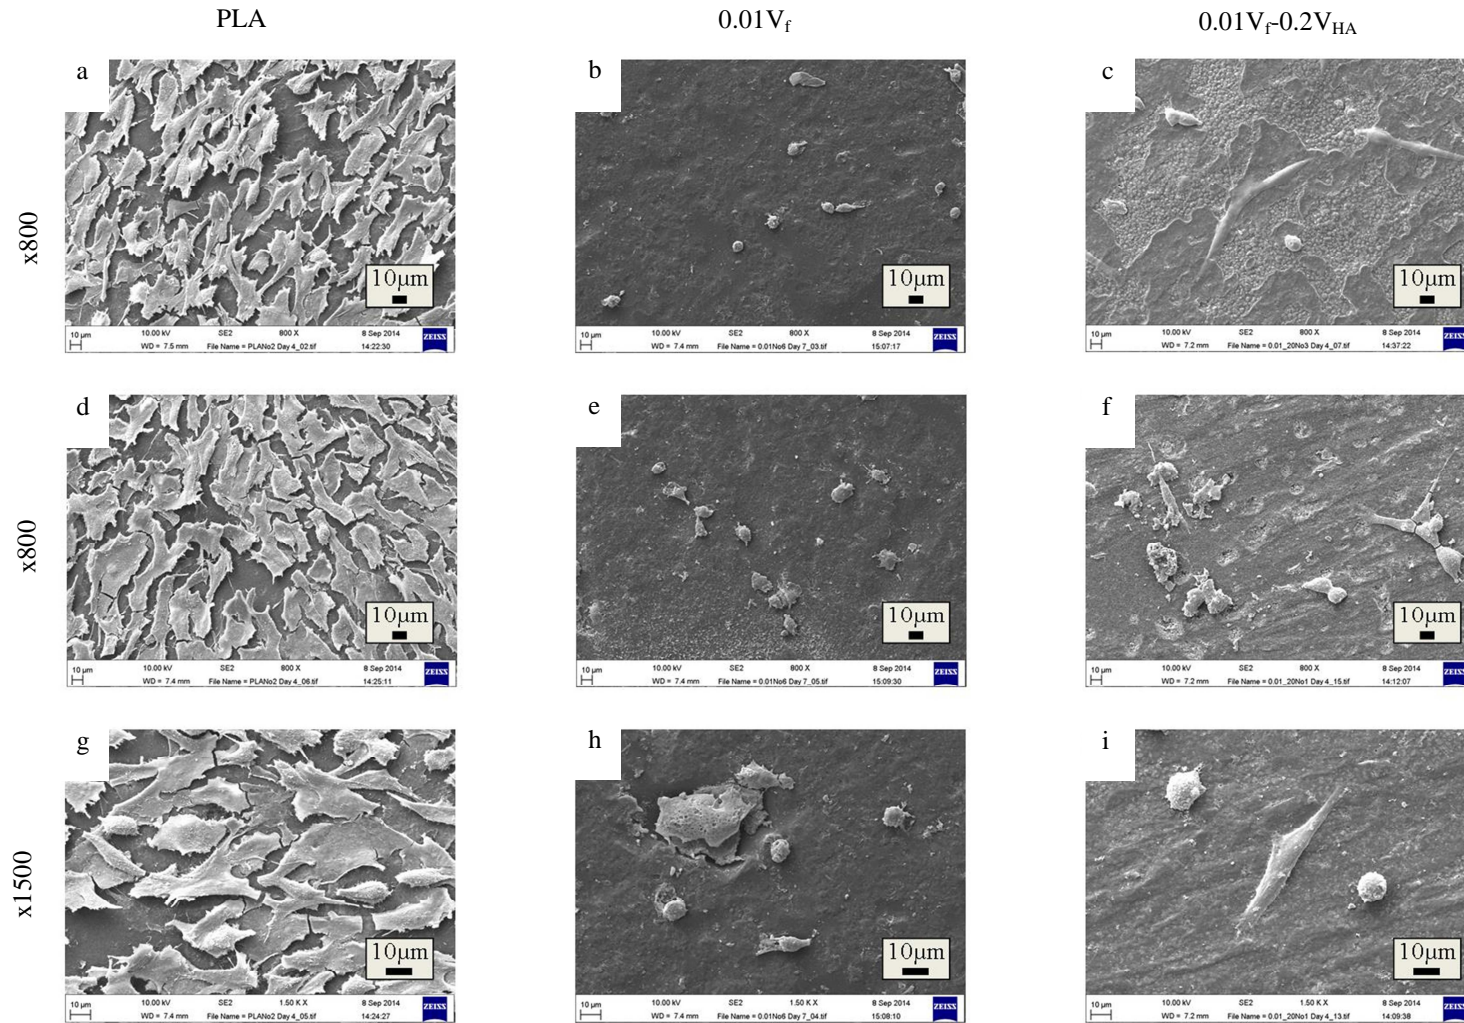 PLA 0.01Vf 0.01Vf-0.2VHA
x800
a
10µm
10 µm 10.00 kV SE2 800 X 8 Sep 2014 ZEISS
WD = 7.5 mm File Name = PLANo2 Day 4_02.tif 14:22:30
b
10µm
10 µm 10.00 kV SE2 800 X 8 Sep 2014 ZEISS
WD = 7.4 mm File Name = 0.01No6 Day 7_03.tif 15:07:17
c
10µm
10 µm 10.00 kV SE2 800 X 8 Sep 2014 ZEISS
WD = 7.2 mm File Name = 0.01_20No3 Day 4_07.tif 14:37:22
x800
d
10µm
10 µm 10.00 kV SE2 800 X 8 Sep 2014 ZEISS
WD = 7.4 mm File Name = PLANo2 Day 4_06.tif 14:25:11
e
10µm
10 µm 10.00 kV SE2 800 X 8 Sep 2014 ZEISS
WD = 7.4 mm File Name = 0.01No6 Day 7_05.tif 15:09:30
f
10µm
10 µm 10.00 kV SE2 800 X 8 Sep 2014 ZEISS
WD = 7.2 mm File Name = 0.01_20No1 Day 4_15.tif 14:12:07
x1500
g
10µm
10 µm 10.00 kV SE2 1.50 K X 8 Sep 2014 ZEISS
WD = 7.4 mm File Name = PLANo2 Day 4_05.tif 14:24:27
h
10µm
10 µm 10.00 kV SE2 1.50 K X 8 Sep 2014 ZEISS
WD = 7.4 mm File Name = 0.01No6 Day 7_04.tif 15:08:10
i
10µm
10 µm 10.00 kV SE2 1.50 K X 8 Sep 2014 ZEISS
WD = 7.2 mm File Name = 0.01_20No1 Day 4_13.tif 14:09:38